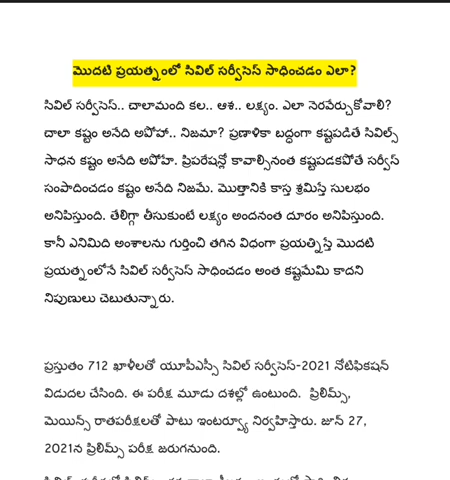 మొదటి ప్రయత్నంలో సివిల్ సర్వీసెస్ సాధించడం ఎలా?
సివిల్ సర్వీసెస్.. చాలామంది కల.. ఆశ.. లక్ష్యం. ఎలా నెరవేర్చుకోవాలి?
చాలా కష్టం అనేది అపోహా.. నిజమా? ప్రణాళికా బద్ధంగా కష్టపడితే సివిల్స్
సాధన కష్టం అనేది అపోహే. ప్రిపరేషన్లో కావాల్సినంత కష్టపడకపోతే సర్వీస్
సంపాదించడం కష్టం అనేది నిజమే. మొత్తానికి కాస్త శ్రమిస్తే సులభం
అనిపిస్తుంది. తేలిగ్గా తీసుకుంటే లక్ష్యం అందనంత దూరం అనిపిస్తుంది.
కానీ ఎనిమిది అంశాలను గుర్తించి తగిన విధంగా ప్రయత్నిస్తే మొదటి
ప్రయత్నంలోనే సివిల్ సర్వీసెస్ సాధించడం అంత కష్టమేమి కాదని
నిపుణులు చెబుతున్నారు.
ప్రస్తుతం 712 ఖాళీలతో యూపీఎస్సీ సివిల్ సర్వీసెస్-2021 నోటిఫికషన్
విడుదల చేసింది. ఈ పరీక్ష మూడు దశల్లో ఉంటుంది. ప్రిలిమ్స్,
మెయిన్స్ రాతపరీక్షలతో పాటు ఇంటర్వ్యూ నిర్వహిస్తారు. జూన్ 27,
2021న ప్రిలిమ్స్ పరీక్ష జరుగనుంది.